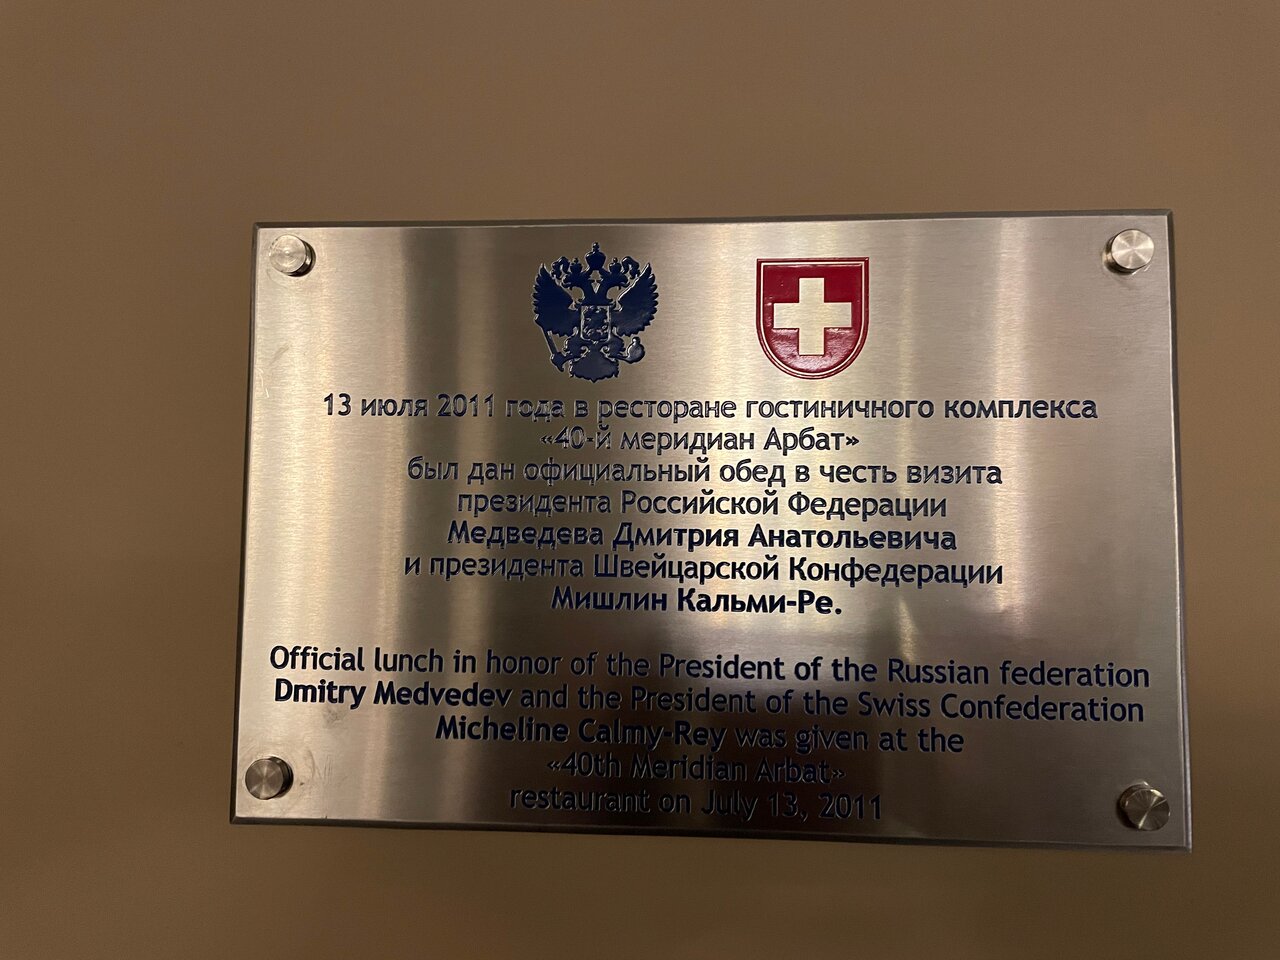 13 июля 2011 года в ресторане гостиничного комплекса
«40-й меридиан Арбат»
был дан официальный обед в честь визита
президента Российской Федерации
Медведева Дмитрия Анатольевича
и президента Швейцарской Конфедерации
Мишлин Кальми-Ре.
Official lunch in honor of the President of the Russian federation
Dmitry Medvedev and the President of the Swiss Confederation
Micheline Calmy-Rey was given at the
«40th Meridian Arbat»
restaurant on July 13, 2011